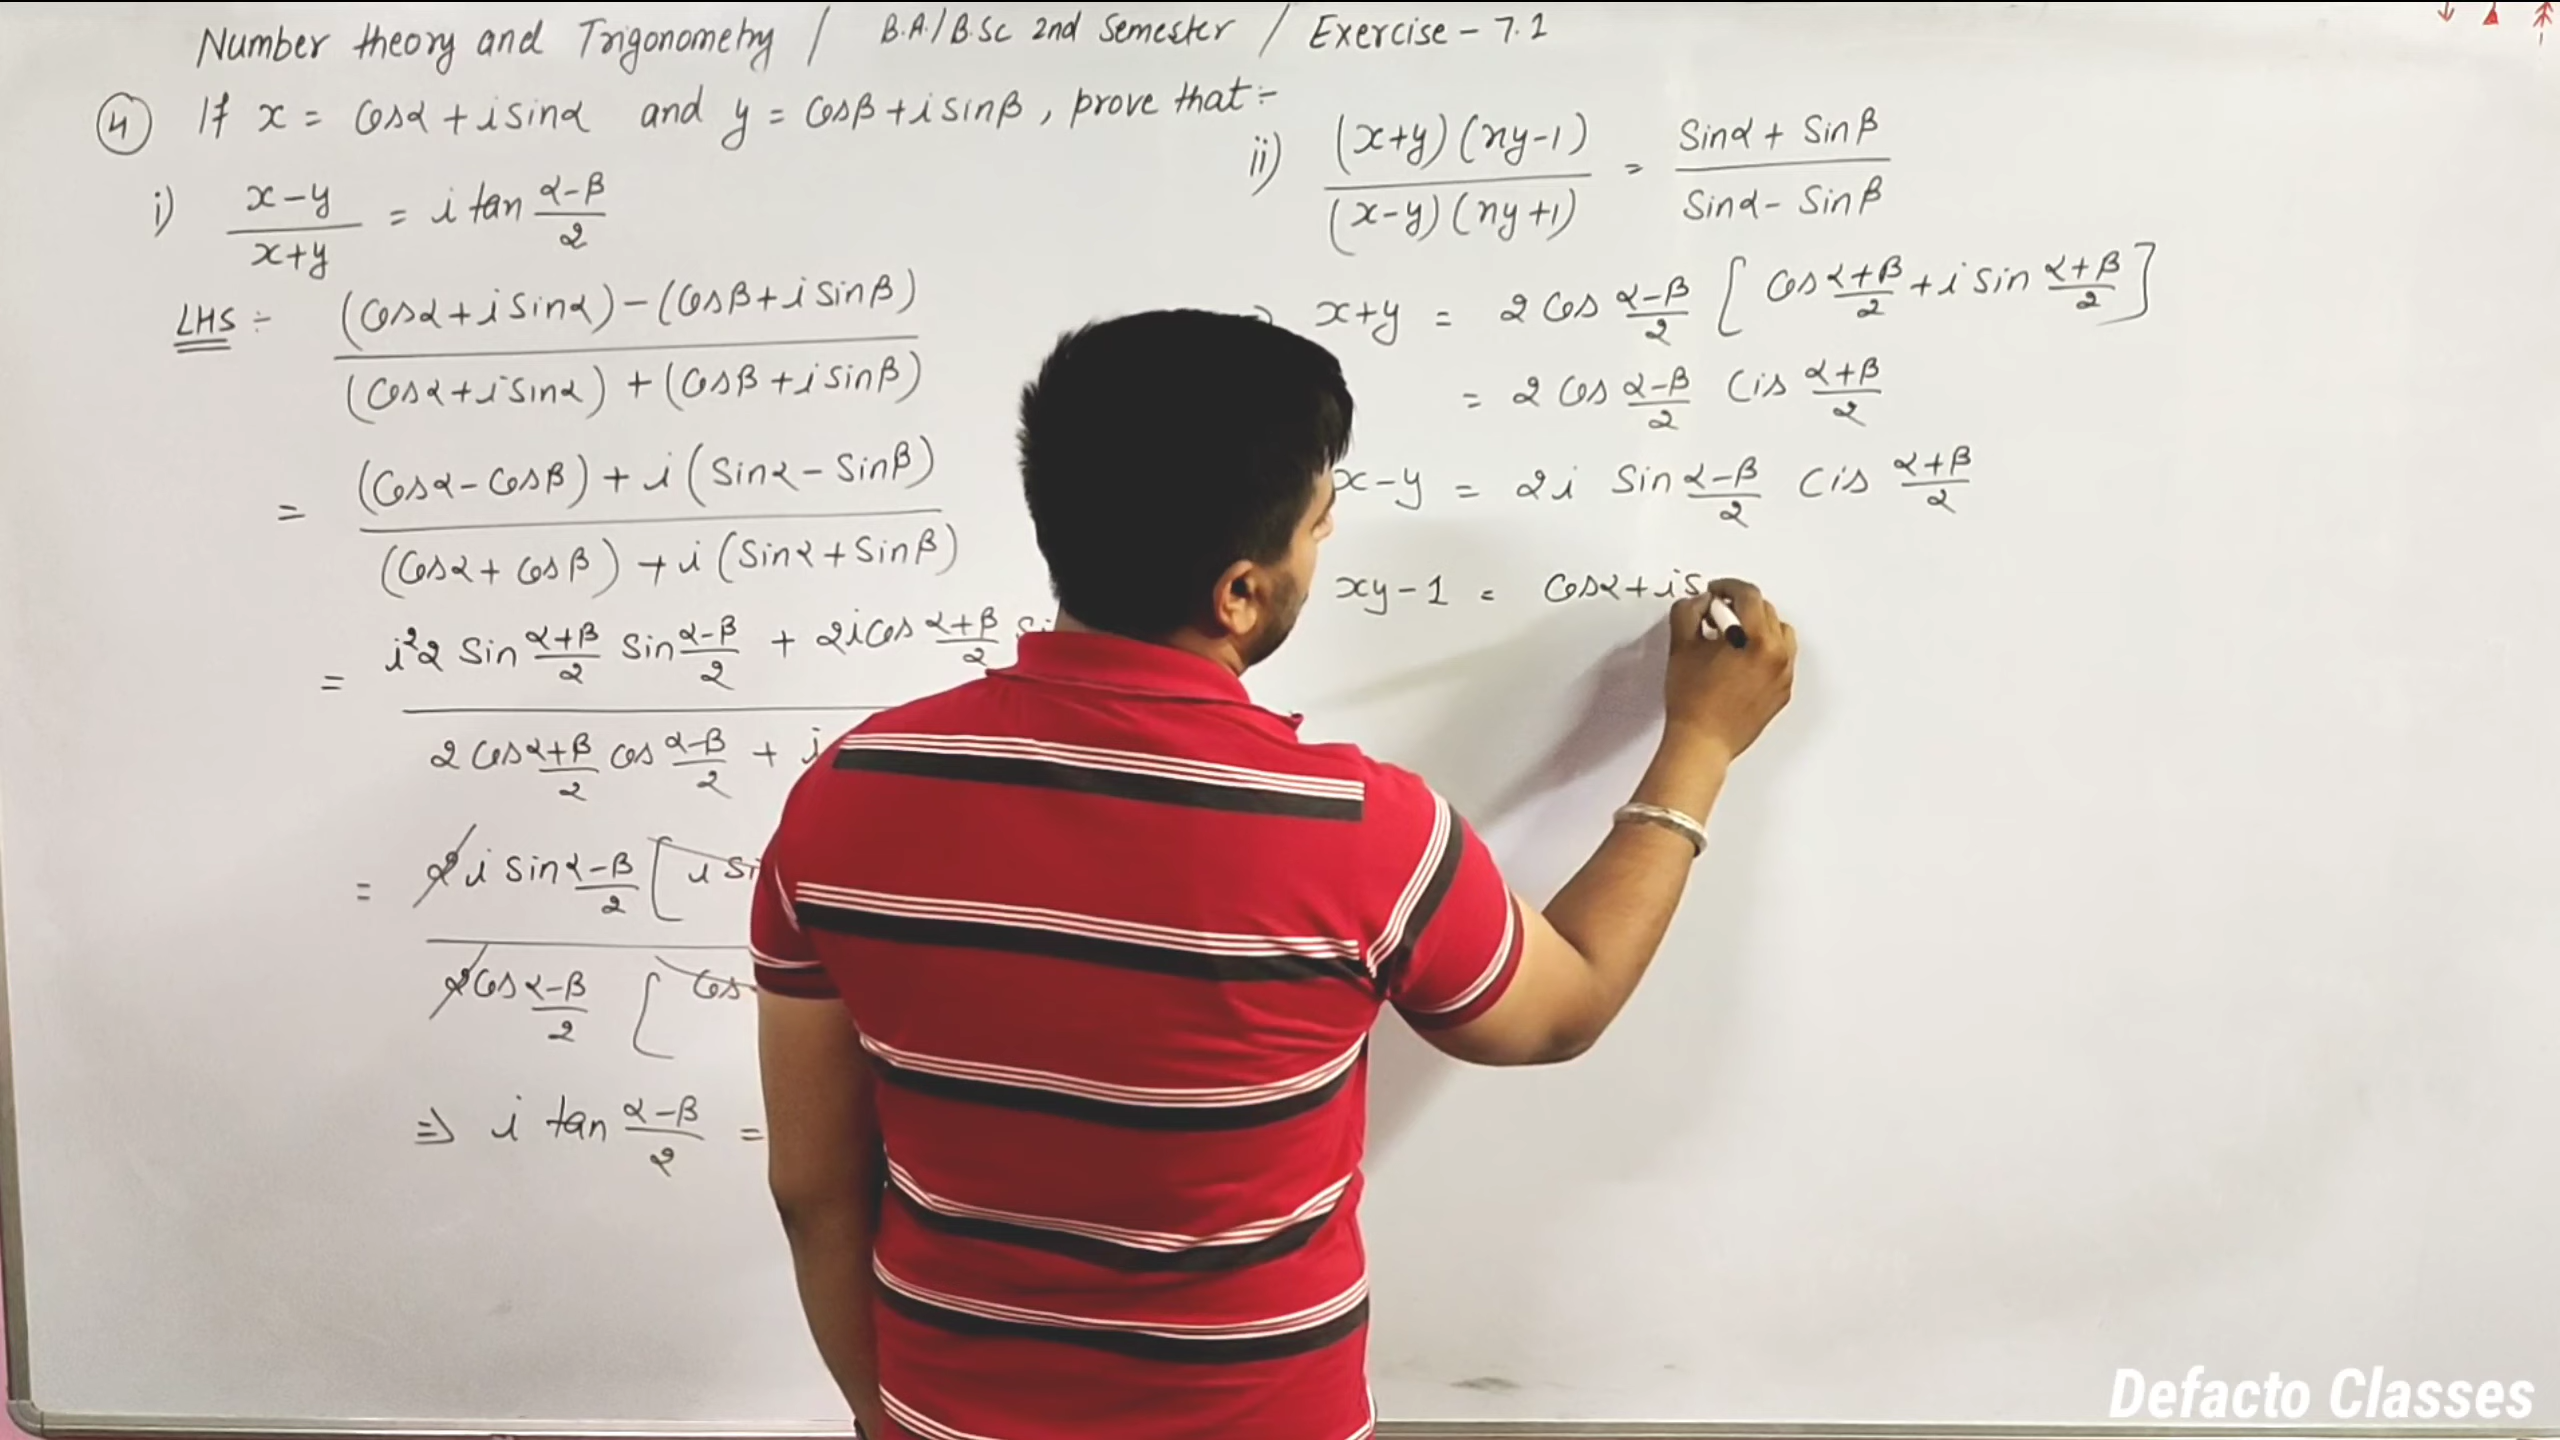 Number theory and Trigonometry / B.A./B.Sc 2nd Semester / Exercise - 7.1
(4) If x = Cosα + i sinα and y = Cosβ + i sinβ, prove that :-
i) (x-y)/(x+y) = i tan (α-β)/2
LHS :- ((Cosα + i Sinα) - (Cosβ + i Sinβ))/((Cosα + i Sinα) + (Cosβ + i Sinβ))
= ((Cosα - Cosβ) + i (Sinα - Sinβ))/((Cosα + Cosβ) + i (Sinα + Sinβ))
= i²2 Sin (α+β)/2 Sin (α-β)/2 + 2i Cos (α+β)/2
2 Cos (α+β)/2 Cos (α-β)/2 + i
= 2i Sin (α-β)/2 [ i Si
2 Cos (α-β)/2 [ Cos
⇒ i tan (α-β)/2 =
ii) ((x+y)(xy-1))/((x-y)(xy+1)) = (Sinα + Sinβ)/(Sinα - Sinβ)
x+y = 2 Cos (α-β)/2 [ Cos (α+β)/2 + i Sin (α+β)/2 ]
= 2 Cos (α-β)/2 Cis (α+β)/2
x-y = 2i Sin (α-β)/2 Cis (α+β)/2
xy-1 = Cosα + i S
Defacto Classes